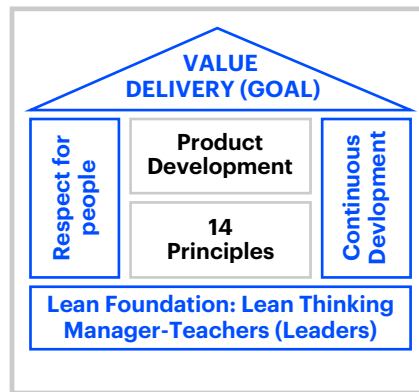 VALUE
DELIVERY (GOAL)
Respect for
people
Product
Development
14
Principles
Continuous
Devlopment
Lean Foundation: Lean Thinking
Manager-Teachers (Leaders)